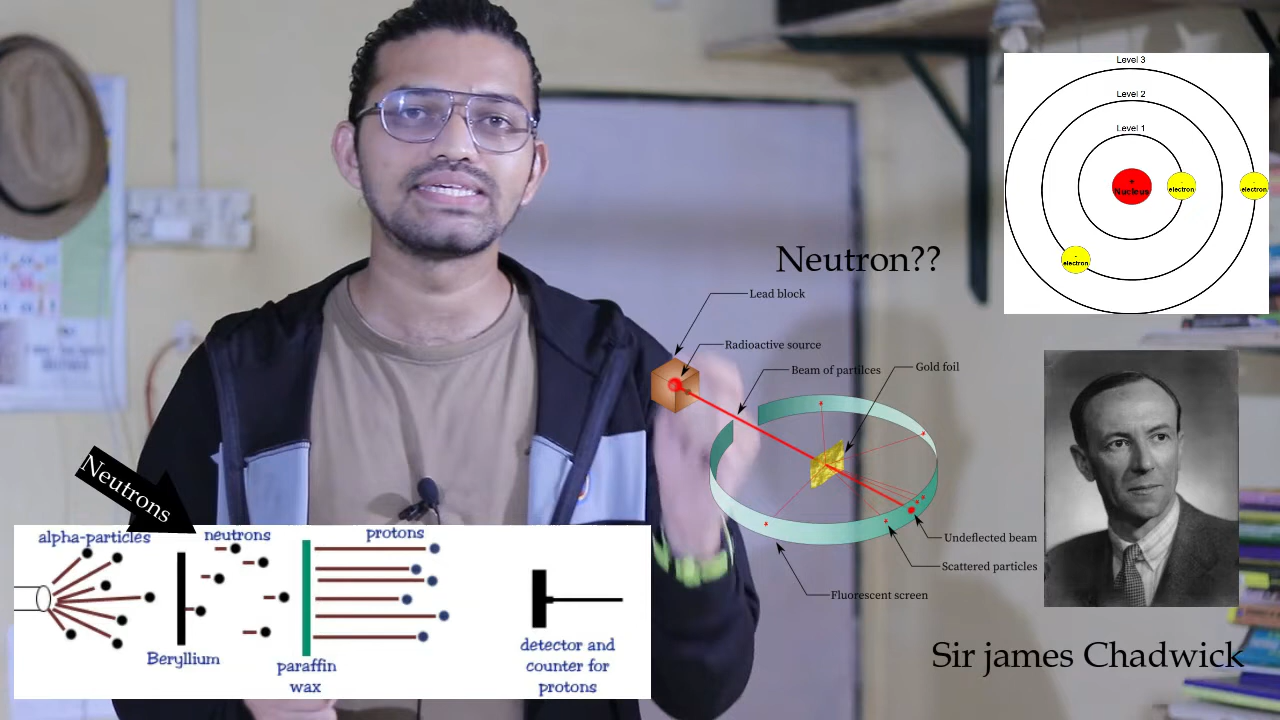 Level 3
Level 2
Level 1
+
Nucleus
electron
electron
-
electron
Neutron??
Lead block
Radioactive source
Beam of partilces
Gold foil
Undeflected beam
Scattered particles
Fluorescent screen
Neutrons
alpha-particles
neutrons
protons
Beryllium
paraffin
wax
detector and
counter for
protons
Sir james Chadwick